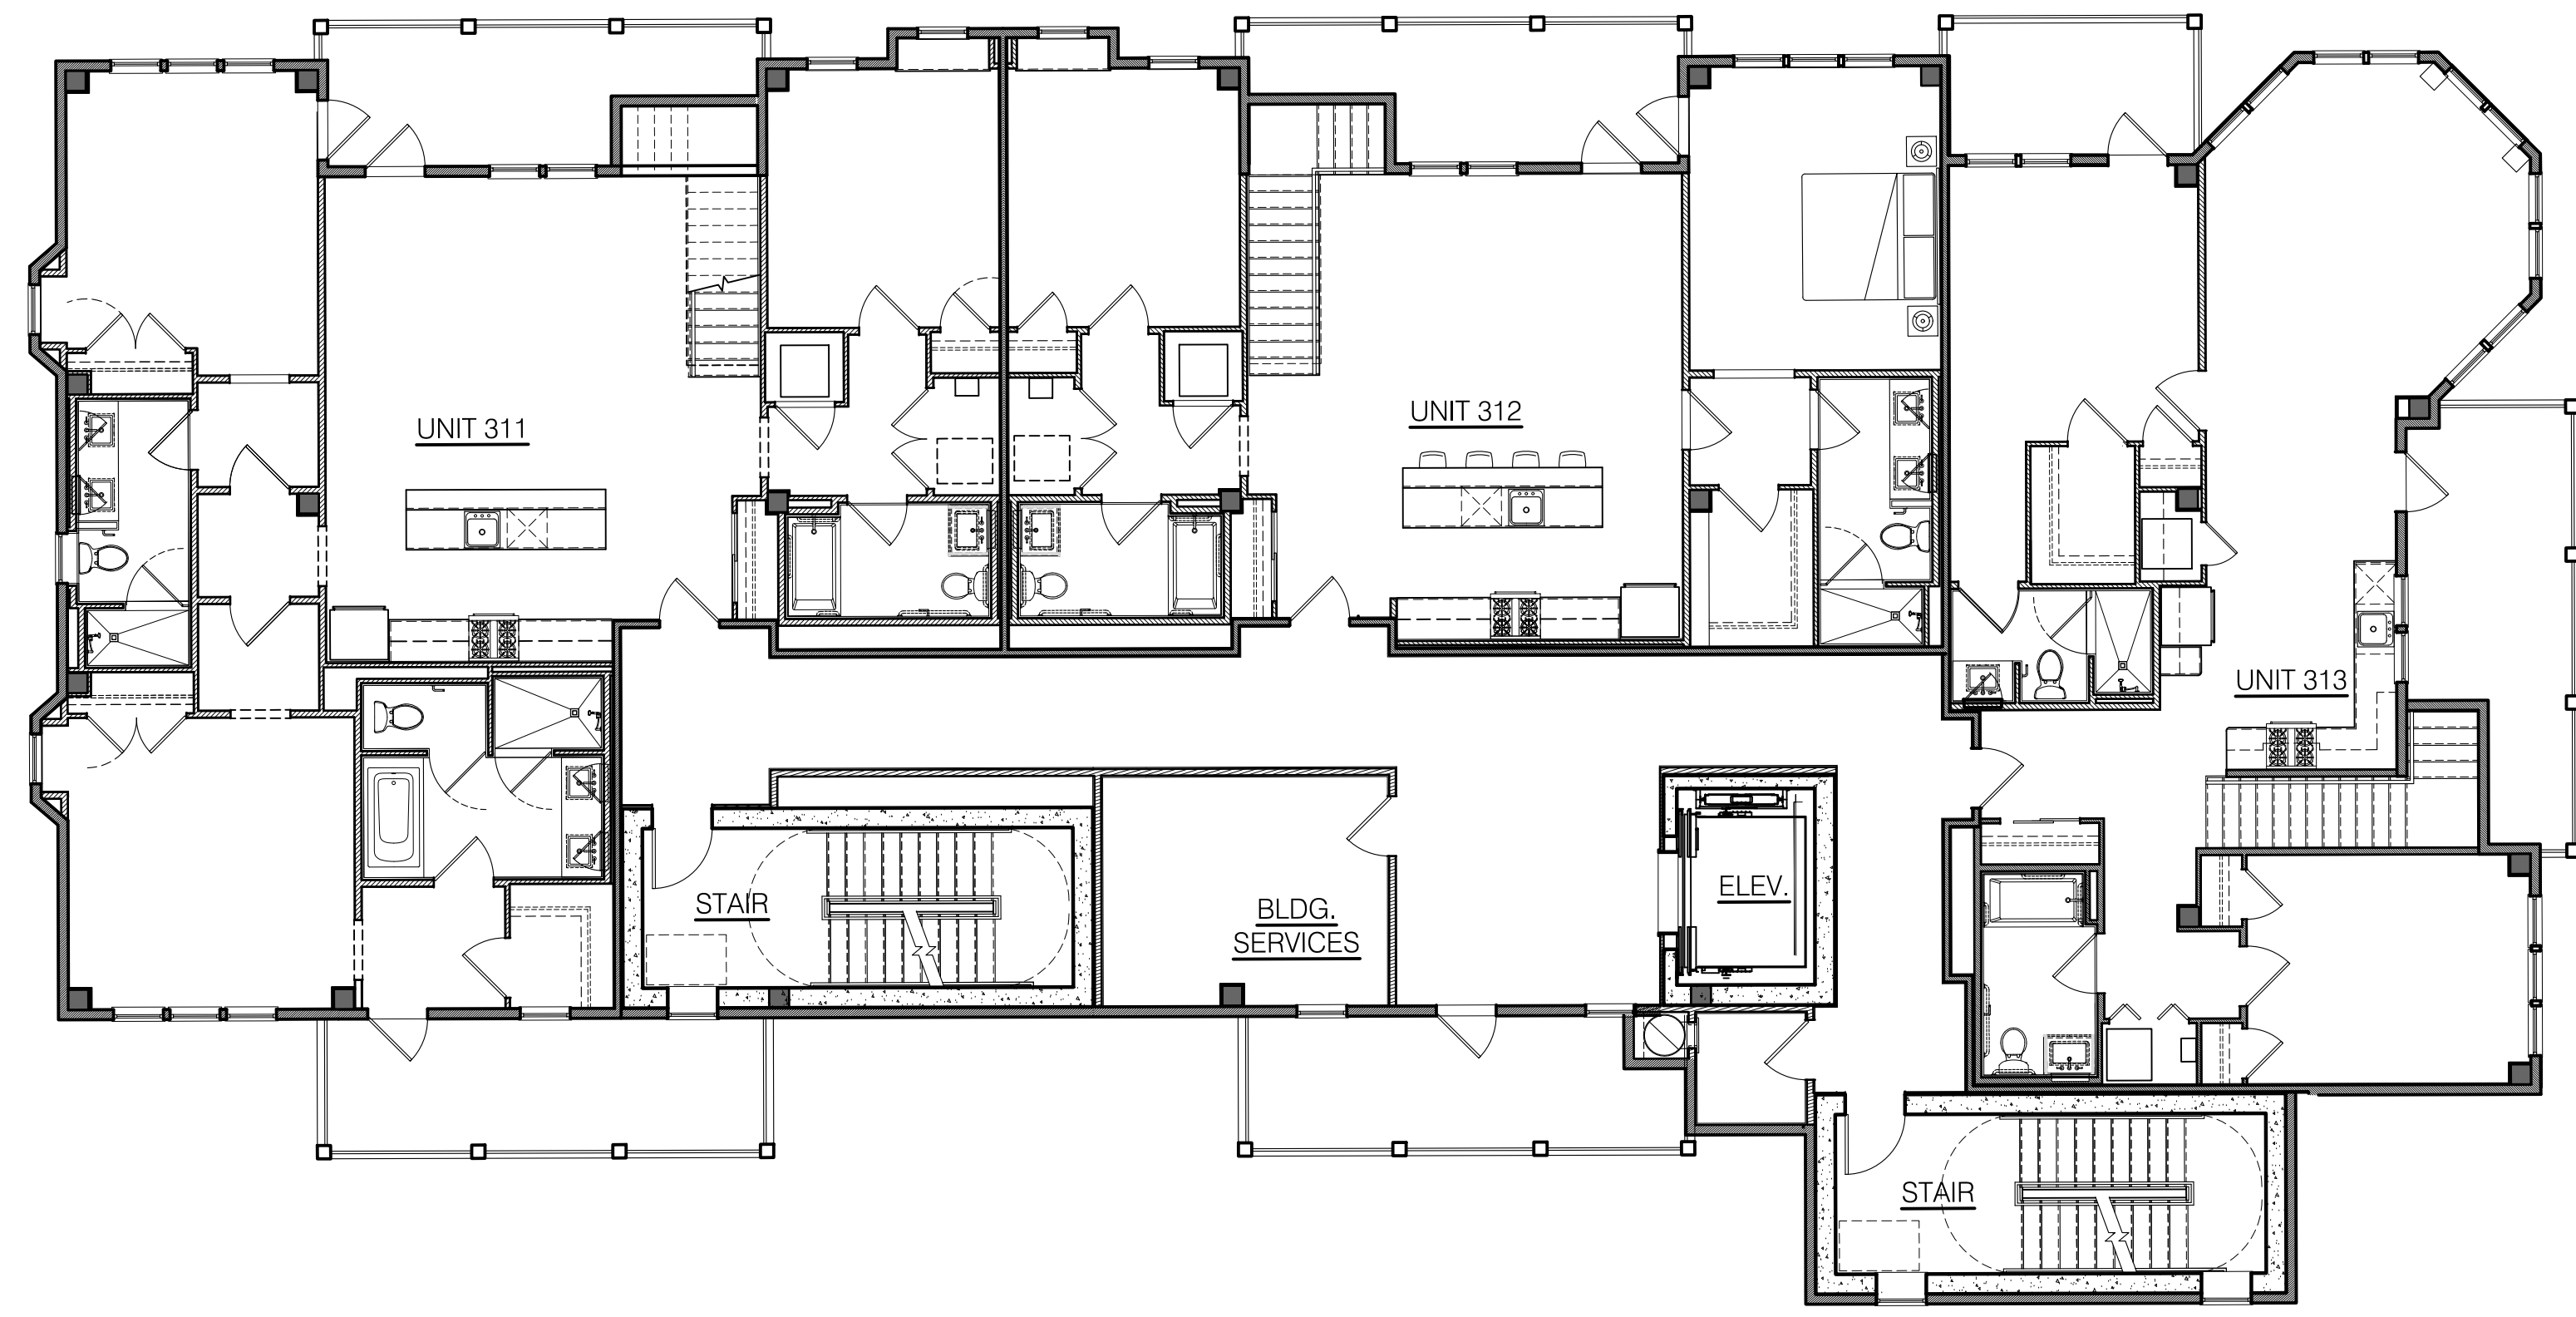 UNIT 311
UNIT 312
UNIT 313
STAIR
BLDG.
SERVICES
ELEV.
STAIR